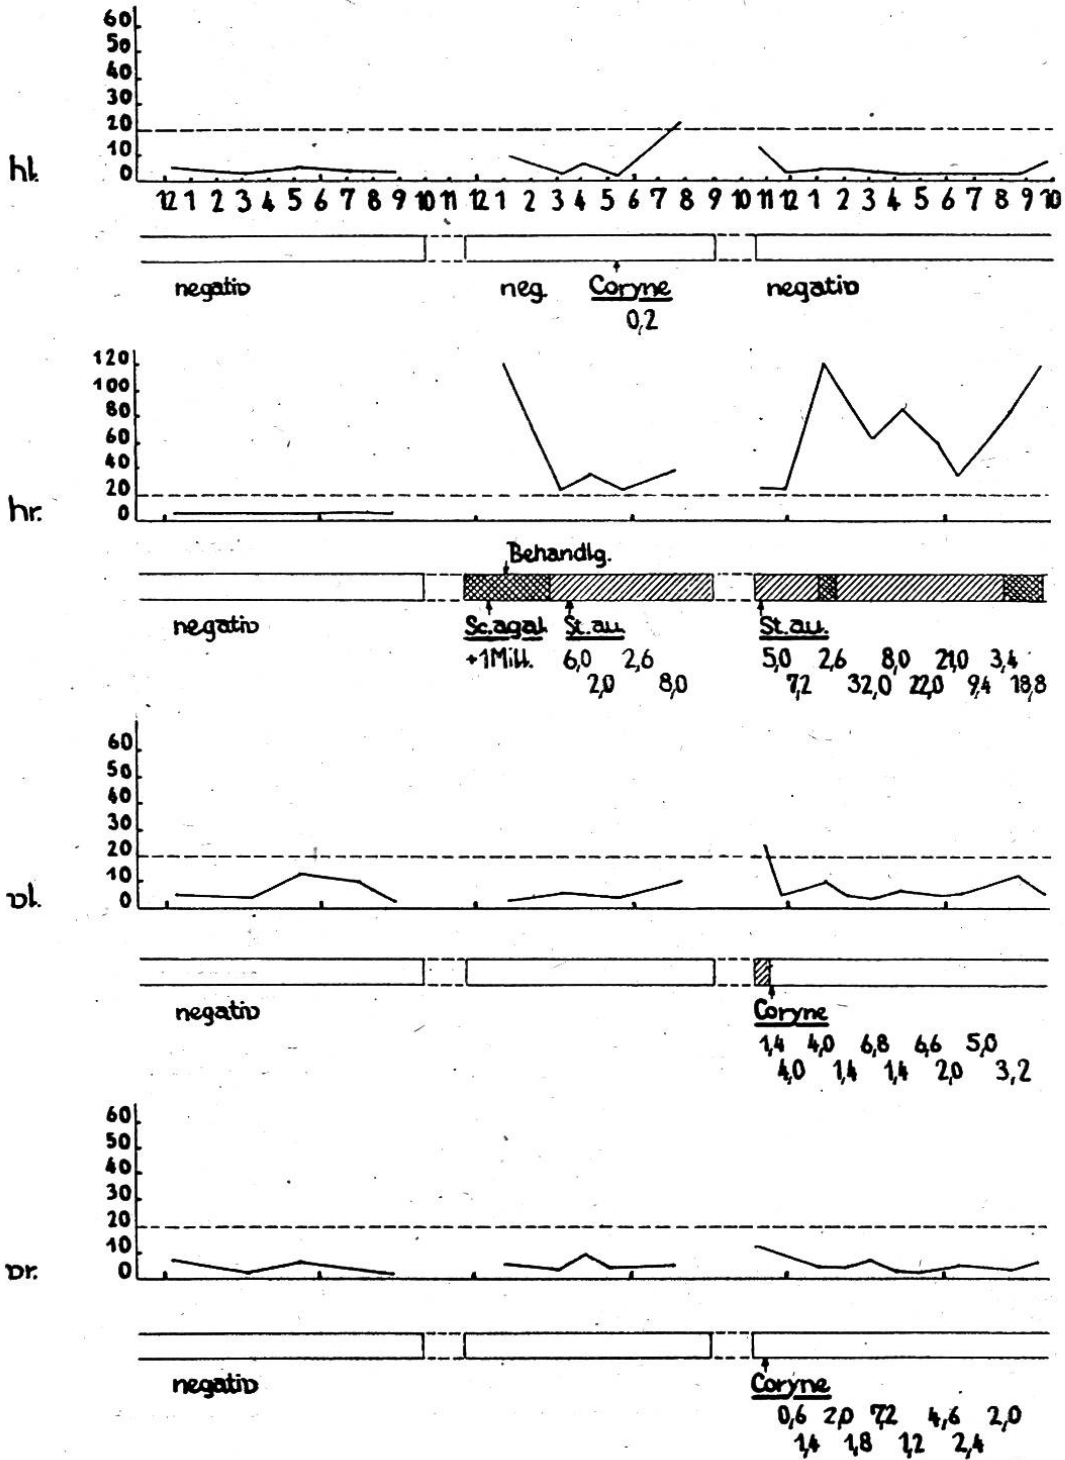 60
50
40
30
20
10
0
hl.
12 1 2 3 4 5 6 7 8 9 10 11 12 1 2 3 4 5 6 7 8 9 10 11 12 1 2 3 4 5 6 7 8 9 10
negativ neg. Coryne negativ
0,2
120
100
80
60
40
20
0
hr.
Behandlg.
negativ Sc.agal. St.au. St.au.
+1Mill. 6,0 2,6 5,0 2,6 8,0 21,0 3,4
2,0 8,0 7,2 32,0 22,0 9,4 18,8
60
50
40
30
20
10
0
vl.
negativ Coryne
1,4 4,0 6,8 6,6 5,0
4,0 1,4 1,4 2,0 3,2
60
50
40
30
20
10
0
vr.
negativ Coryne
0,6 2,0 7,2 4,6 2,0
1,4 1,8 1,2 2,4